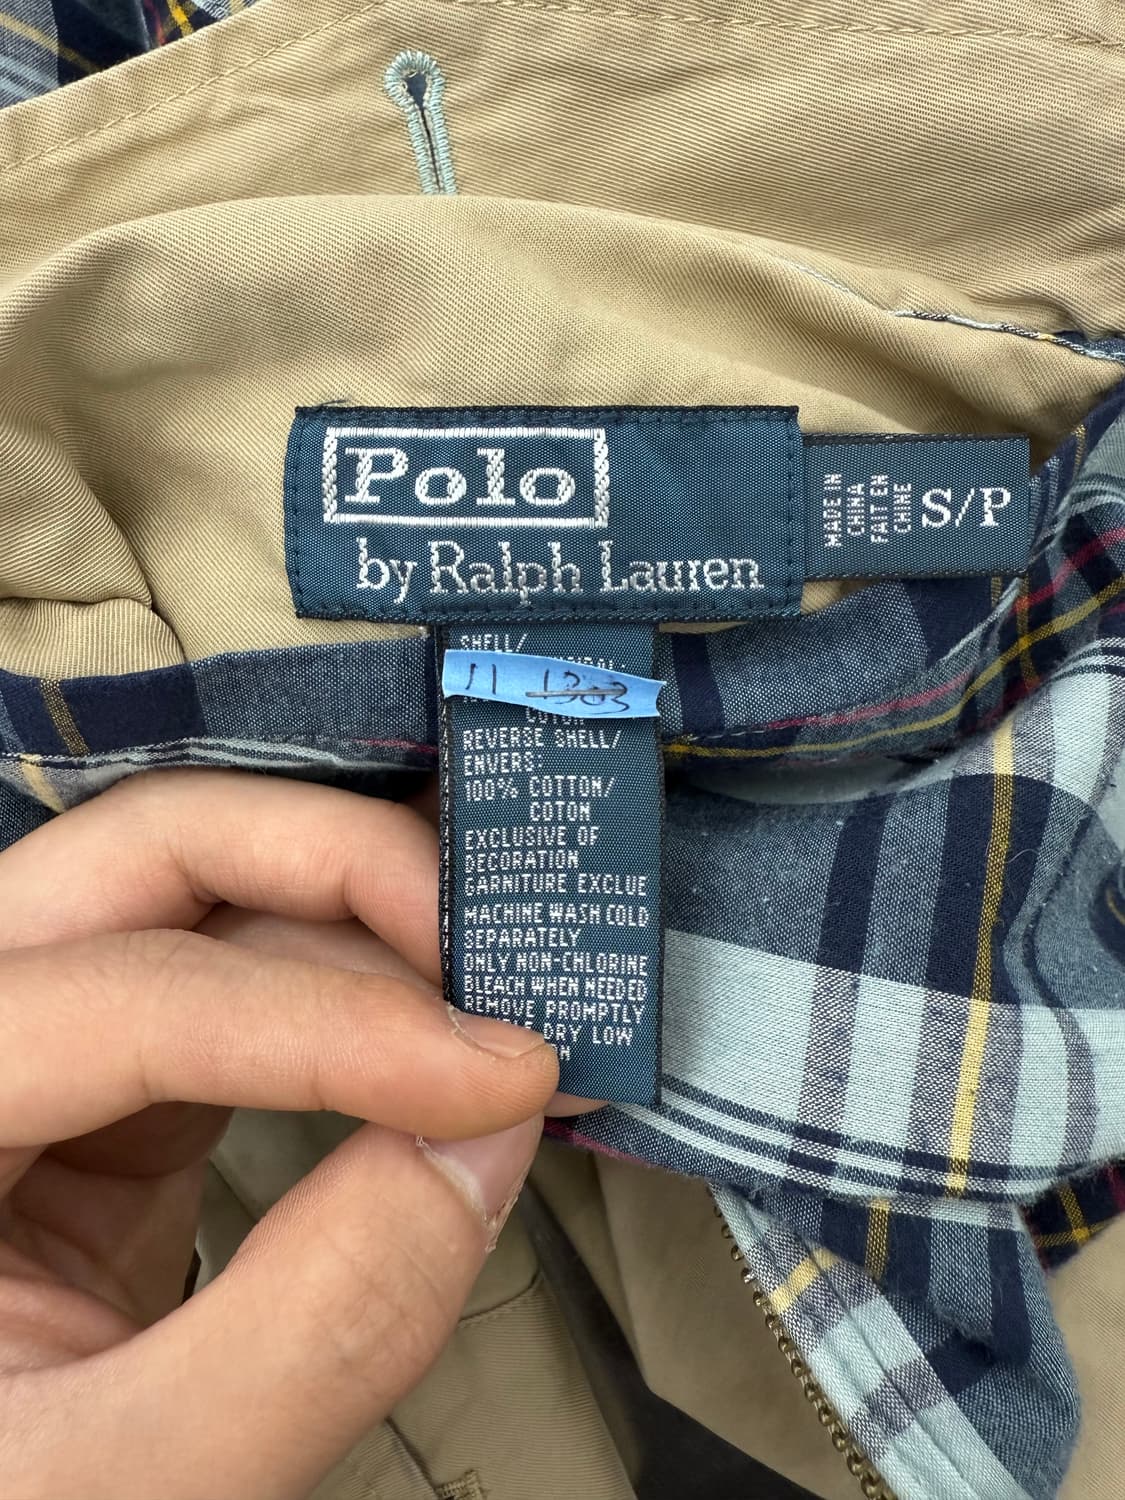 Polo
by Ralph Lauren
MADE IN
CHINA
FAIT EN
CHINE
S/P
SHELL/
11 1303
COTON
REVERSE SHELL/
ENVERS:
100% COTTON/
COTON
EXCLUSIVE OF
DECORATION
GARNITURE EXCLUE
MACHINE WASH COLD
SEPARATELY
ONLY NON-CHLORINE
BLEACH WHEN NEEDED
REMOVE PROMPTLY
DRY LOW